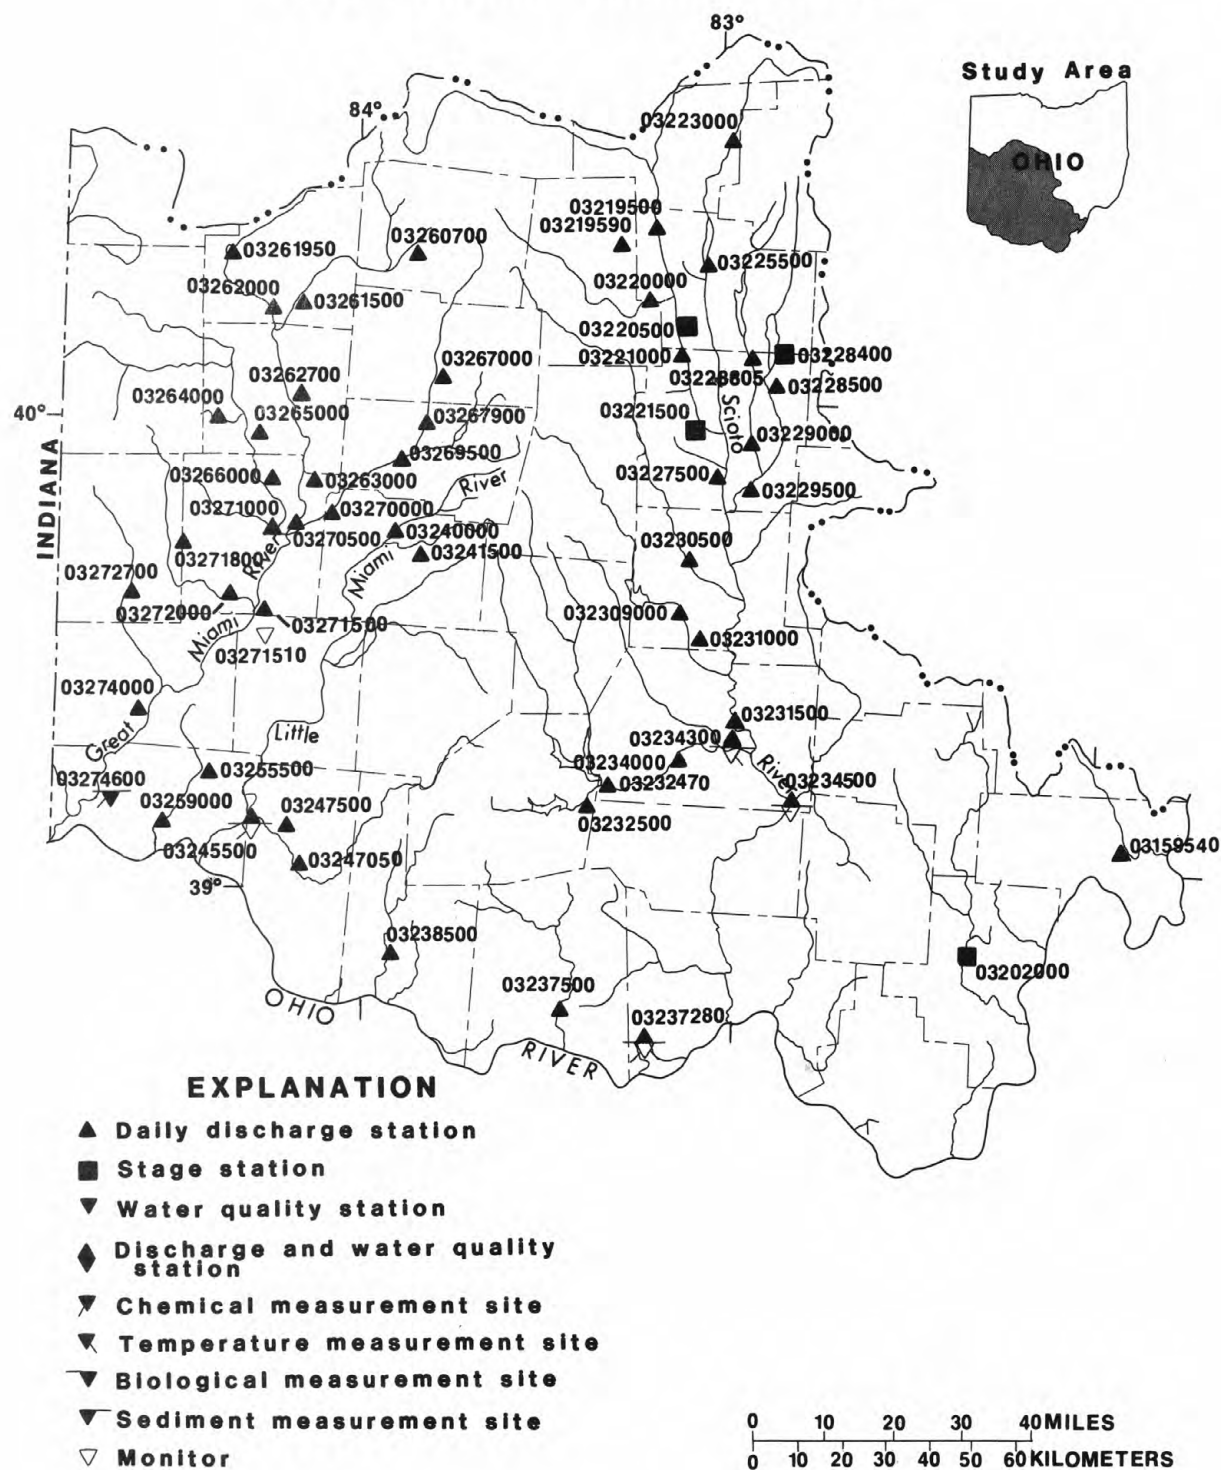 83°
Study Area
84°
03223000
OHIO
03219500
03219590
03260700
03261950
03225500
03220000
03262000
03261500
03220500
03221000
03228400
03267000
03228805
03262700
03228500
03264000
40°
03265000
03267900
03221500
Scioto
03229000
03269500
INDIANA
03266000
03263000
River
03227500
03229500
03271000
03270000
03270500
03240000
River
03241500
03230500
03271800
Miami
03272700
03272000
032309000
03271500
Miami
03231000
03271510
03274000
03231500
Great
Little
03234300
03234000
River
03274600
03255500
03232470
03234500
03259000
03247500
03232500
03245500
03247050
03159540
39°
03238500
03202000
03237500
OHIO
03237280
RIVER
EXPLANATION
Daily discharge station
Stage station
Water quality station
Discharge and water quality
station
Chemical measurement site
Temperature measurement site
Biological measurement site
Sediment measurement site
Monitor
0 10 20 30 40 MILES
0 10 20 30 40 50 60 KILOMETERS